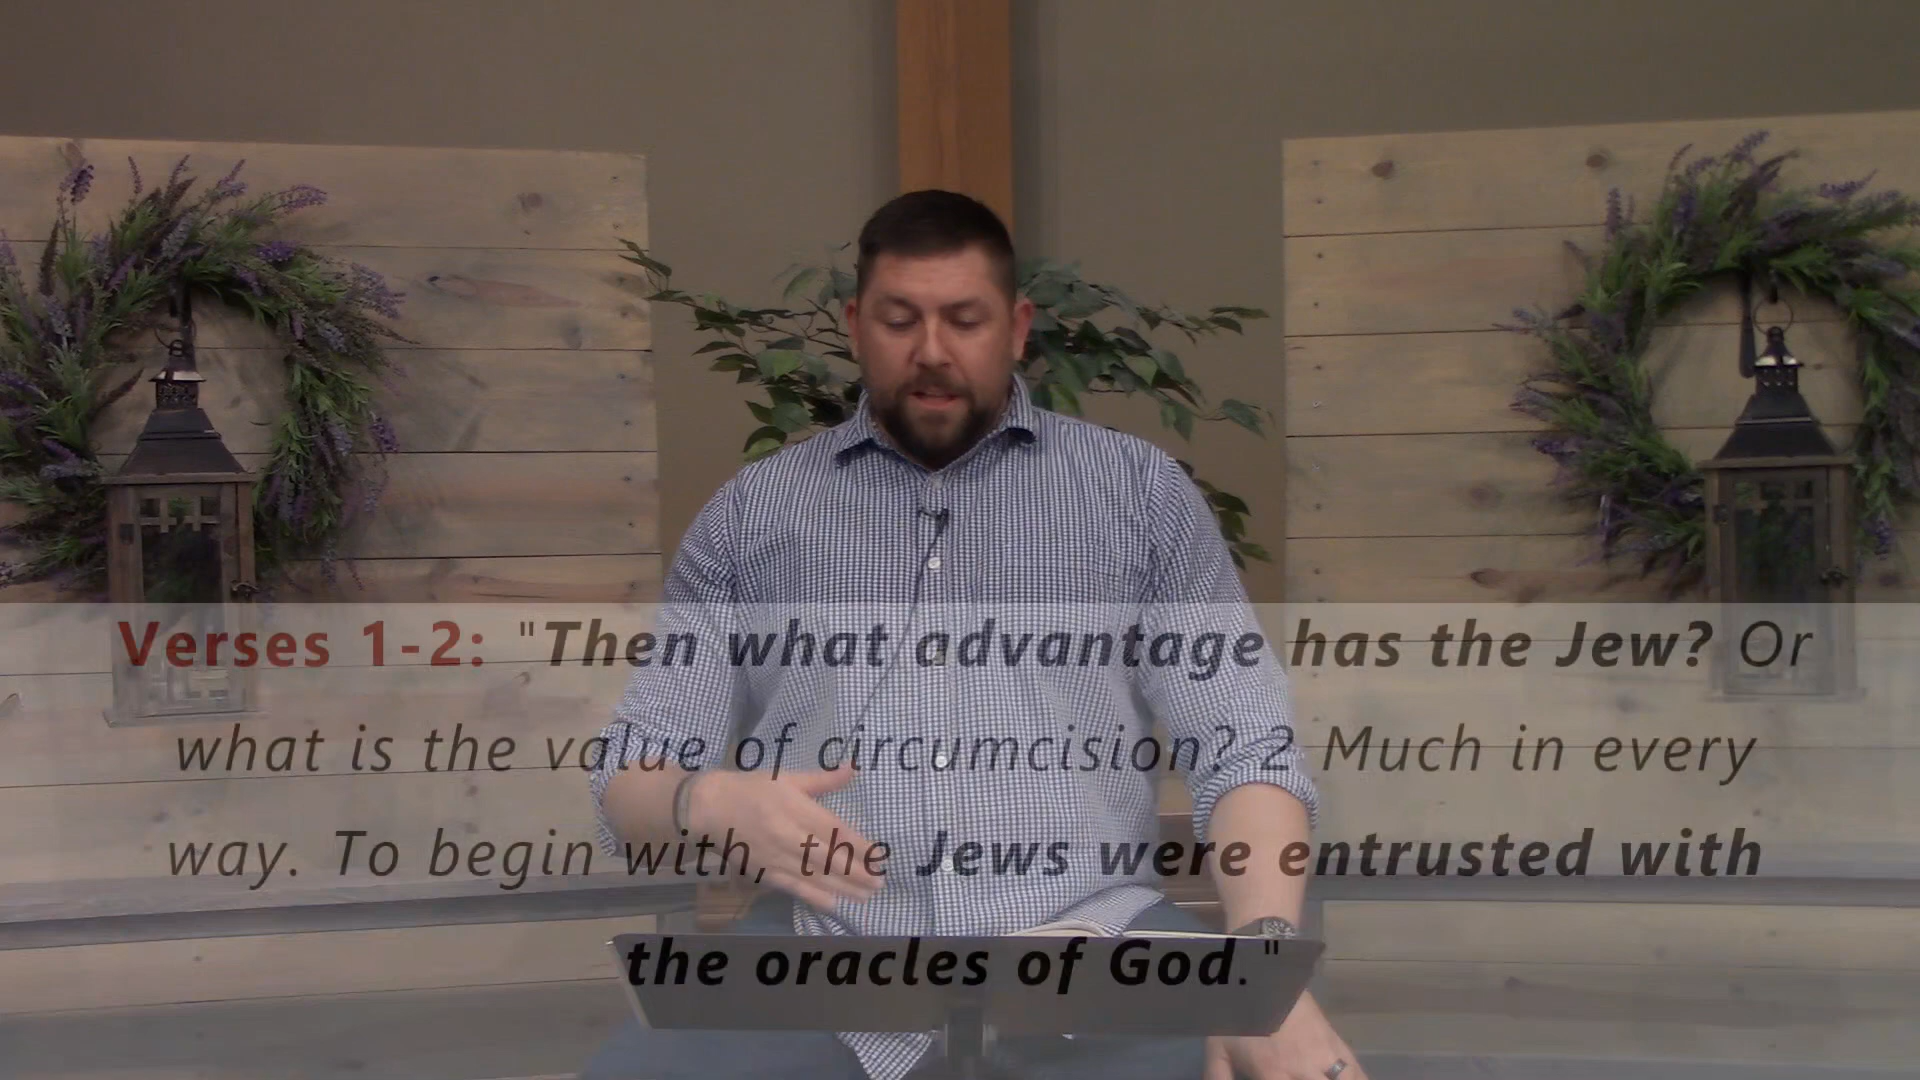 Verses 1-2: "Then what advantage has the Jew? Or
what is the value of circumcision? 2 Much in every
way. To begin with, the Jews were entrusted with
the oracles of God."